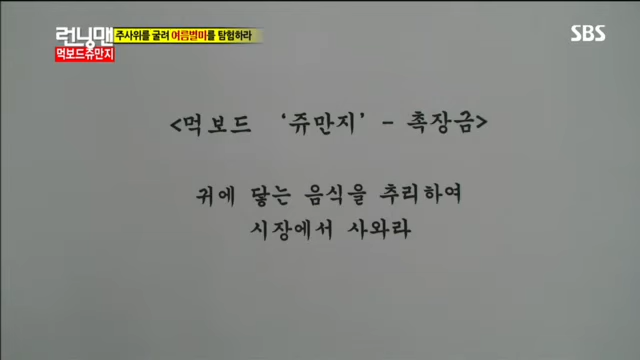 런닝맨
먹보드쥬만지
주사위를 굴려 여름별미를 탐험하라
SBS
<먹보드 '쥬만지' - 촉장금>
귀에 닿는 음식을 추리하여
시장에서 사와라